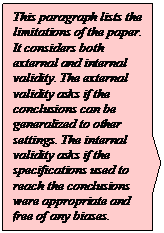 This paragraph lists the
limitations of the paper.
It considers both
external and internal
validity. The external
validity asks if the
conclusions can be
generalized to other
settings. The internal
validity asks if the
specifications used to
reach the conclusions
were appropriate and
free of any biases.